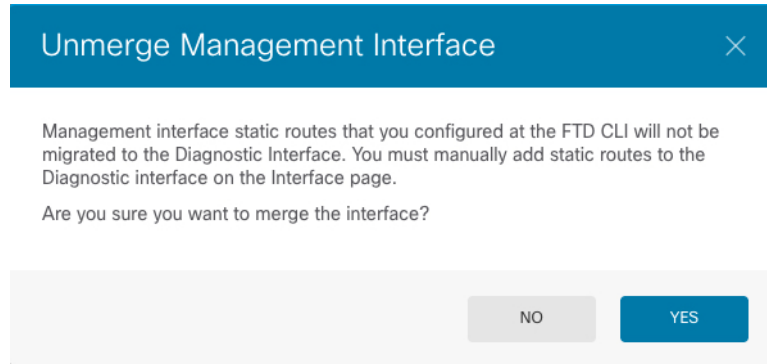 Unmerge Management Interface
Management interface static routes that you configured at the FTD CLI will not be
migrated to the Diagnostic Interface. You must manually add static routes to the
Diagnostic interface on the Interface page.
Are you sure you want to merge the interface?
NO
YES